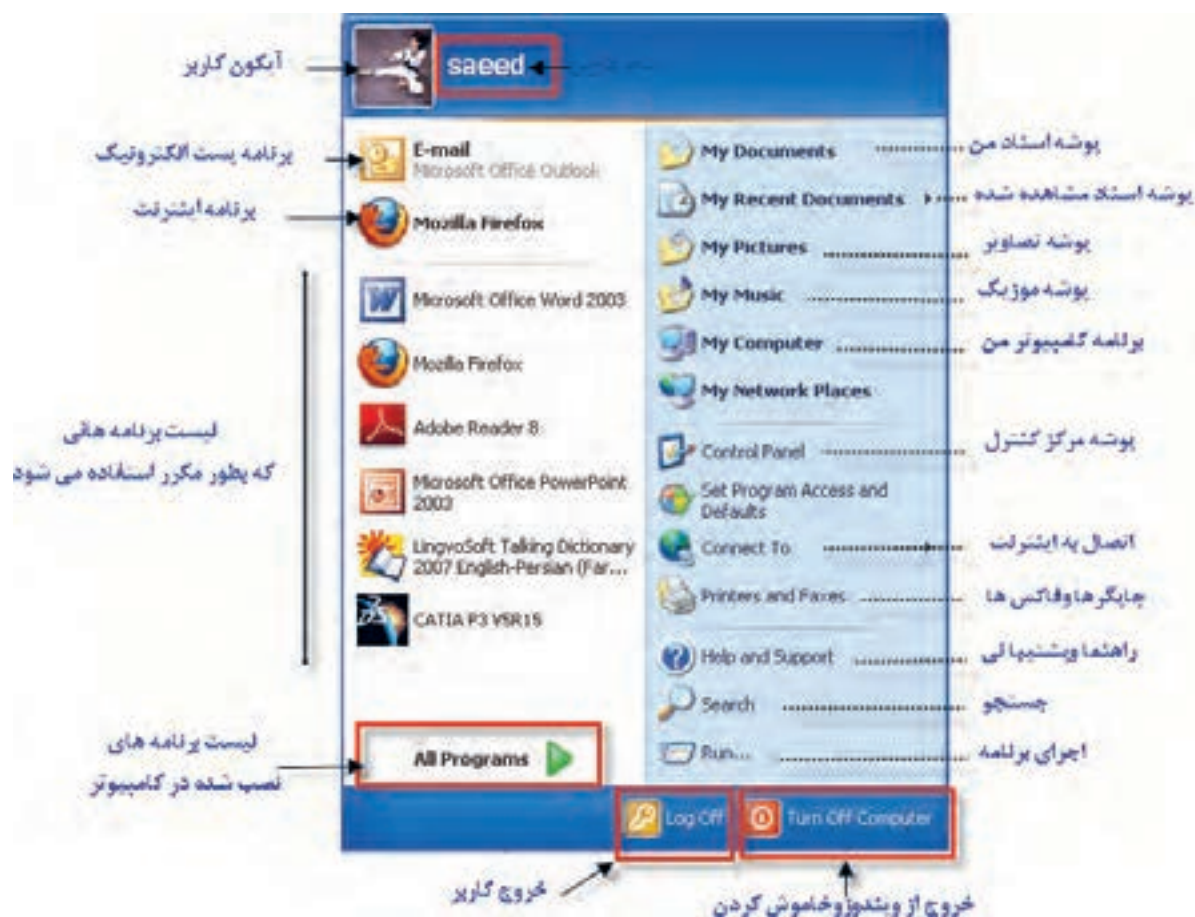 آیکون کاربر
saeed
برنامه پست الکترونیک
E-mail
Microsoft Office Outlook
برنامه اینترنت
Mozilla Firefox
لیست برنامه هائی
که بطور مکرر استفاده می شود
Microsoft Office Word 2003
Mozilla Firefox
Adobe Reader 8
Microsoft Office PowerPoint
2003
LingvoSoft Talking Dictionary
2007 English-Persian (Far...
CATIA P3 V5R15
لیست برنامه های
نصب شده در کامپیوتر
All Programs
My Documents
پوشه اسناد من
My Recent Documents
پوشه اسناد مشاهده شده
My Pictures
پوشه تصاویر
My Music
پوشه موزیک
My Computer
برنامه کامپیوتر من
My Network Places
Control Panel
پوشه مرکز کنترل
Set Program Access and
Defaults
Connect To
اتصال به اینترنت
Printers and Faxes
چاپگرها وفاکس ها
Help and Support
راهنما وپشتیبانی
Search
جستجو
Run...
اجرای برنامه
Log Off
Turn Off Computer
خروج کاربر
خروج از ویندوز وخاموش کردن